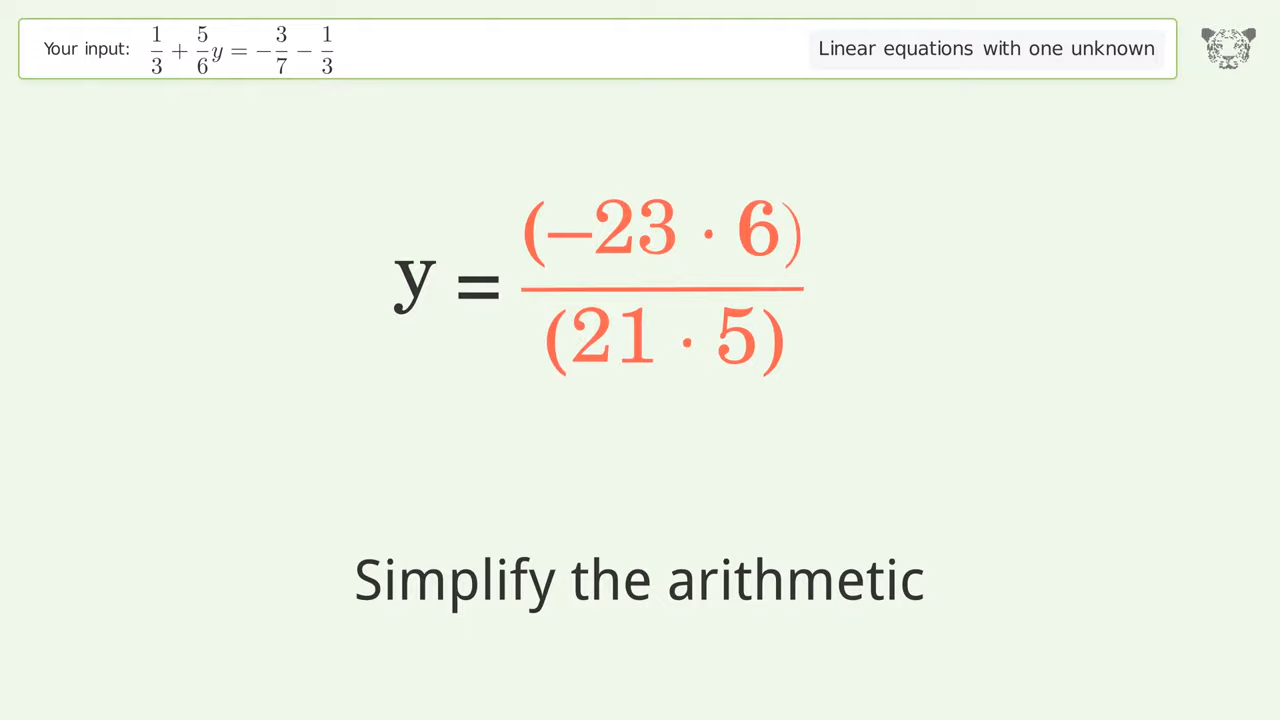 Your input: 1/3 + 5/6 y = −3/7 − 1/3
Linear equations with one unknown
y = (−23 · 6) / (21 · 5)
Simplify the arithmetic